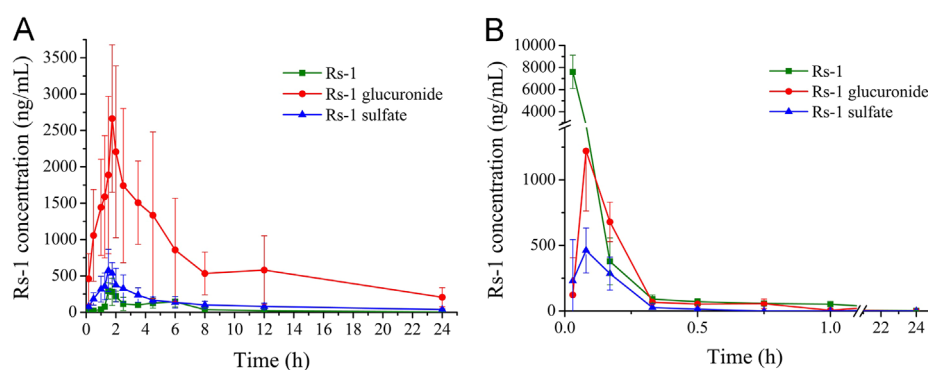 A
Rs-1 concentration (ng/mL)
3500
3000
2500
2000
1500
1000
500
0
Rs-1
Rs-1 glucuronide
Rs-1 sulfate
0 2 4 6 8 10 12 14 16 18 20 22 24
Time (h)
B
Rs-1 concentration (ng/mL)
10000
8000
6000
4000
1000
500
0
Rs-1
Rs-1 glucuronide
Rs-1 sulfate
0.0 0.5 1.0 22 24
Time (h)